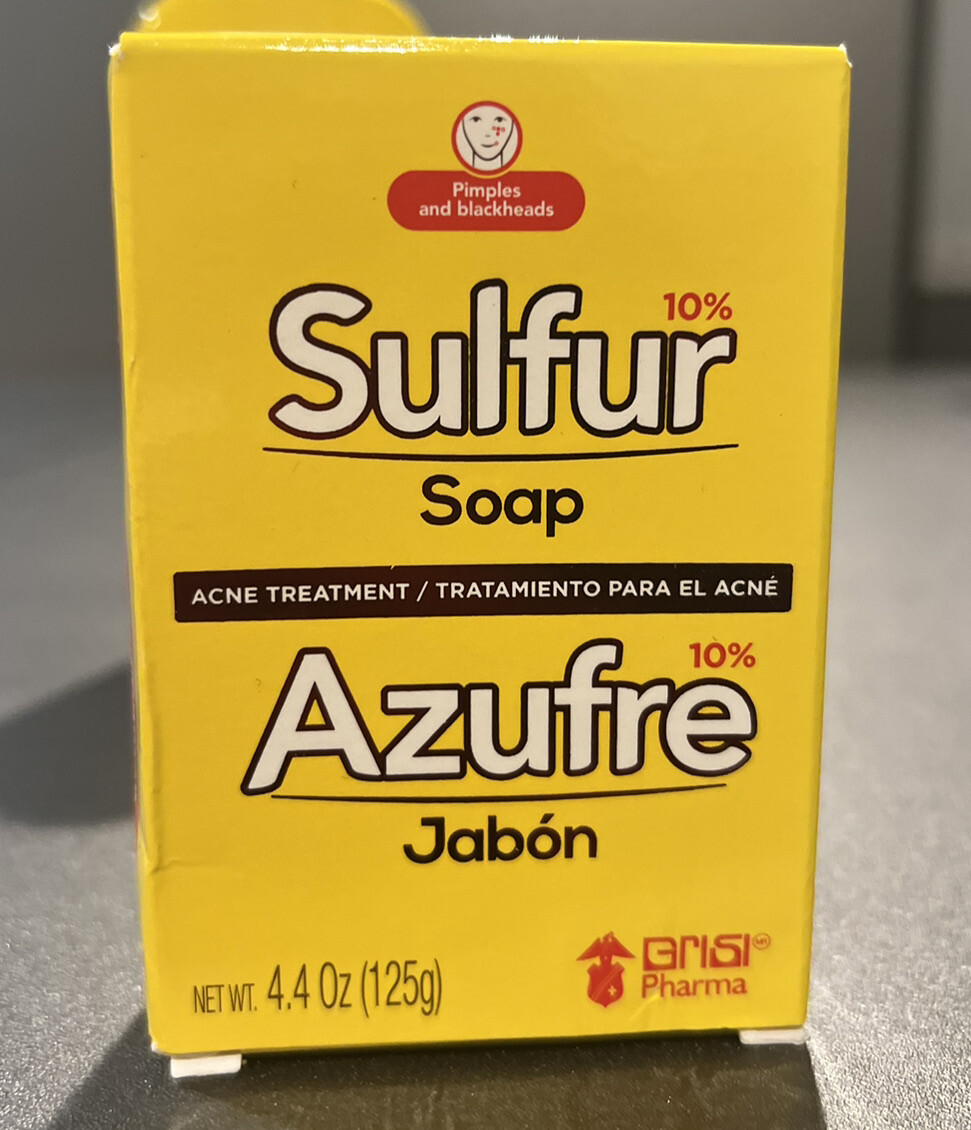 Pimples
and blackheads
10%
Sulfur
Soap
ACNE TREATMENT / TRATAMIENTO PARA EL ACNÉ
10%
Azufre
Jabón
NET WT. 4.4 Oz (125g)
GRISI MR
Pharma